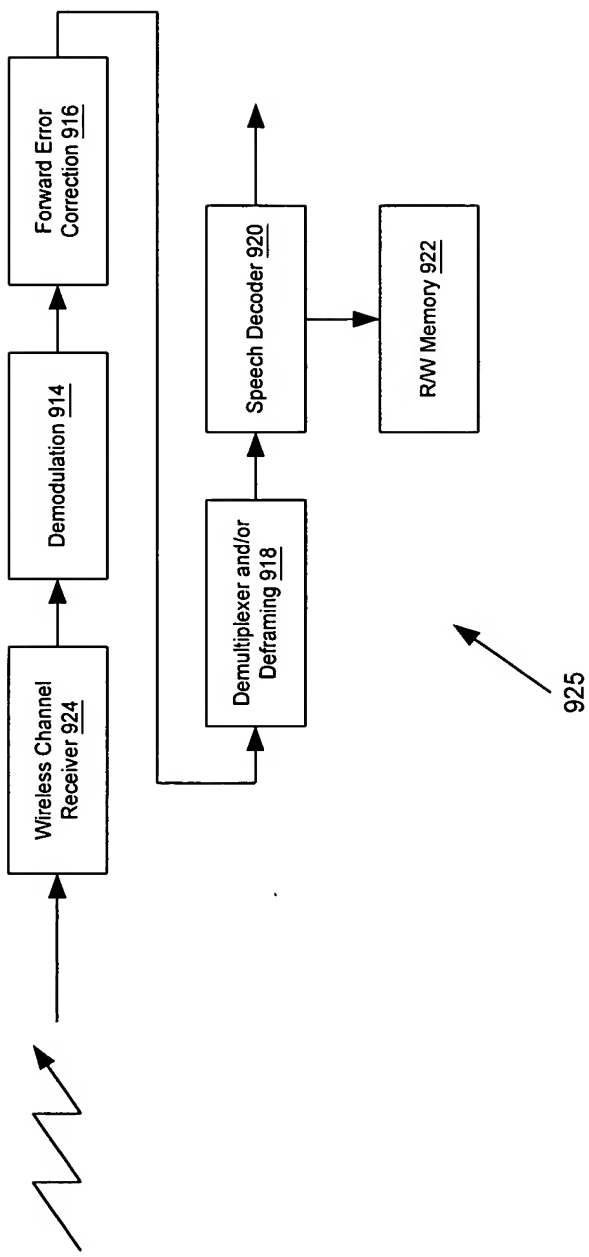 Wireless Channel
Receiver 924
Demodulation 914
Forward Error
Correction 916
Demultiplexer and/or
Deframing 918
Speech Decoder 920
R/W Memory 922
925